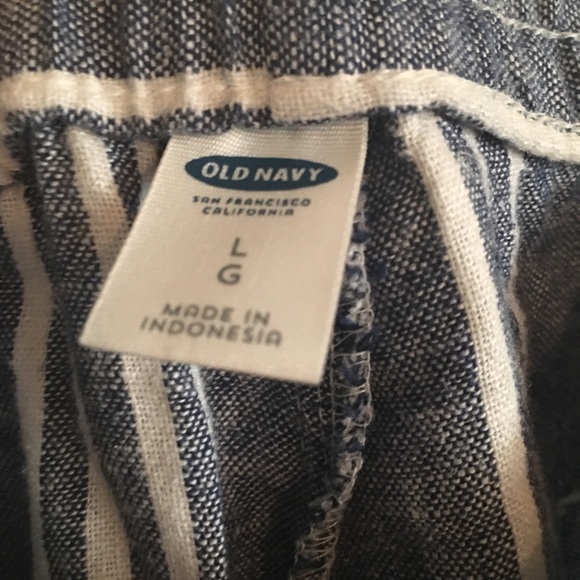 OLD NAVY
SAN FRANCISCO
CALIFORNIA
L
G
MADE IN
INDONESIA